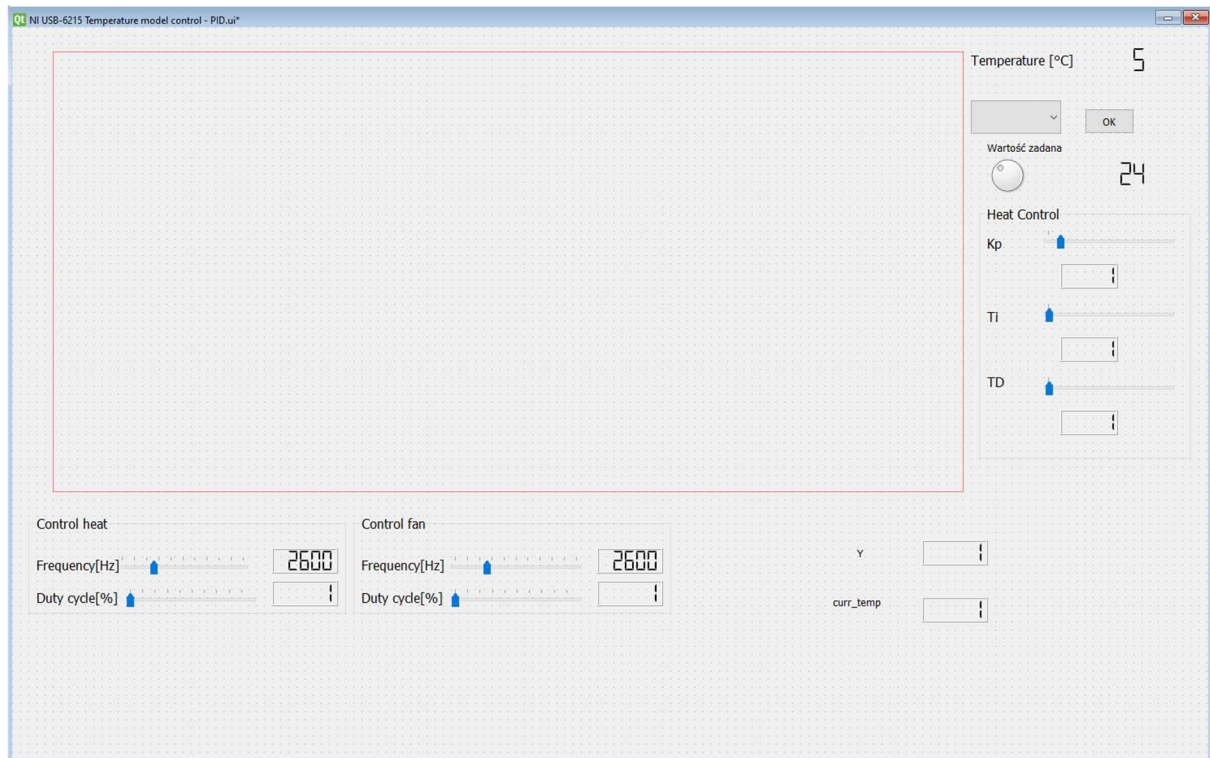 Qt NI USB-6215 Temperature model control - PID.ui*
Temperature [°C] 5
OK
Wartość zadana
24
Heat Control
Kp
1
Ti
1
TD
1
Control heat
Frequency[Hz] 2600
Duty cycle[%] 1
Control fan
Frequency[Hz] 2600
Duty cycle[%] 1
Y 1
curr_temp 1